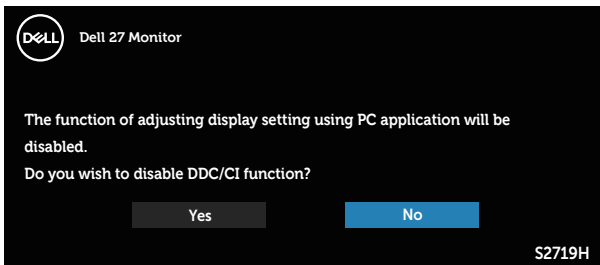 DELL
Dell 27 Monitor
The function of adjusting display setting using PC application will be
disabled.
Do you wish to disable DDC/CI function?
Yes No
S2719H